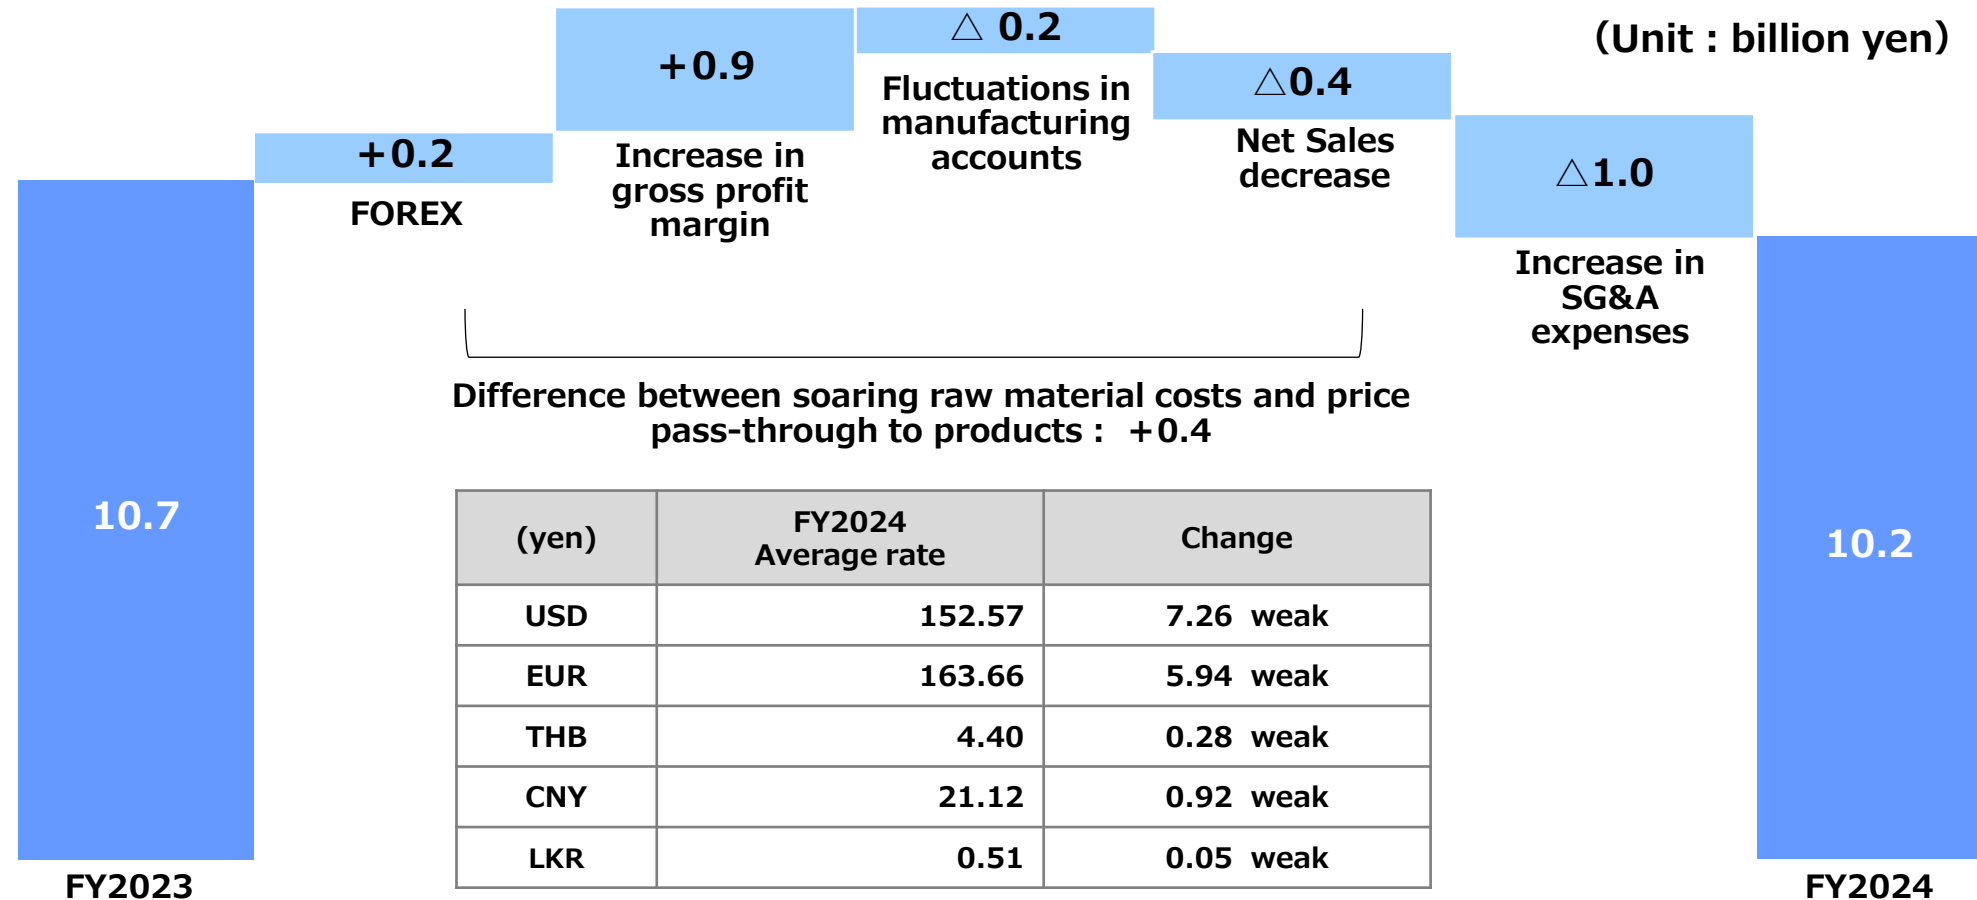 (Unit : billion yen)
+0.2
FOREX
+0.9
Increase in
gross profit
margin
△ 0.2
Fluctuations in
manufacturing
accounts
△0.4
Net Sales
decrease
△1.0
Increase in
SG&A
expenses
Difference between soaring raw material costs and price
pass-through to products : +0.4
10.7
FY2023
10.2
FY2024
(yen) FY2024 Average rate Change
USD 152.57 7.26 weak
EUR 163.66 5.94 weak
THB 4.40 0.28 weak
CNY 21.12 0.92 weak
LKR 0.51 0.05 weak